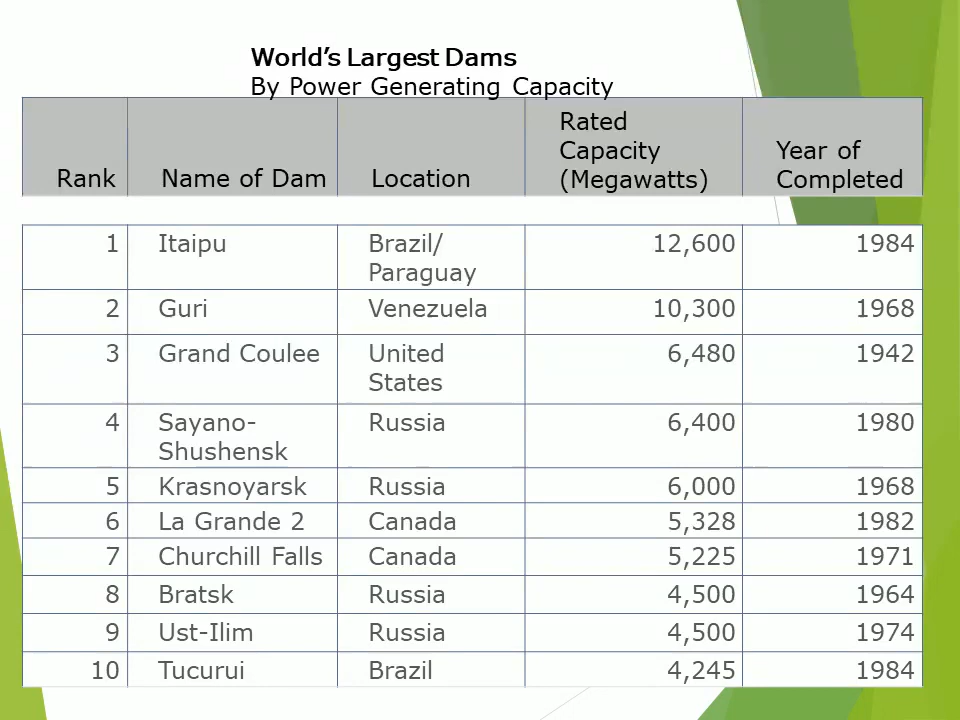 World’s Largest Dams
By Power Generating Capacity
Rank Name of Dam Location Rated Capacity (Megawatts) Year of Completed
1 Itaipu Brazil/ Paraguay 12,600 1984
2 Guri Venezuela 10,300 1968
3 Grand Coulee United States 6,480 1942
4 Sayano-Shushensk Russia 6,400 1980
5 Krasnoyarsk Russia 6,000 1968
6 La Grande 2 Canada 5,328 1982
7 Churchill Falls Canada 5,225 1971
8 Bratsk Russia 4,500 1964
9 Ust-Ilim Russia 4,500 1974
10 Tucurui Brazil 4,245 1984